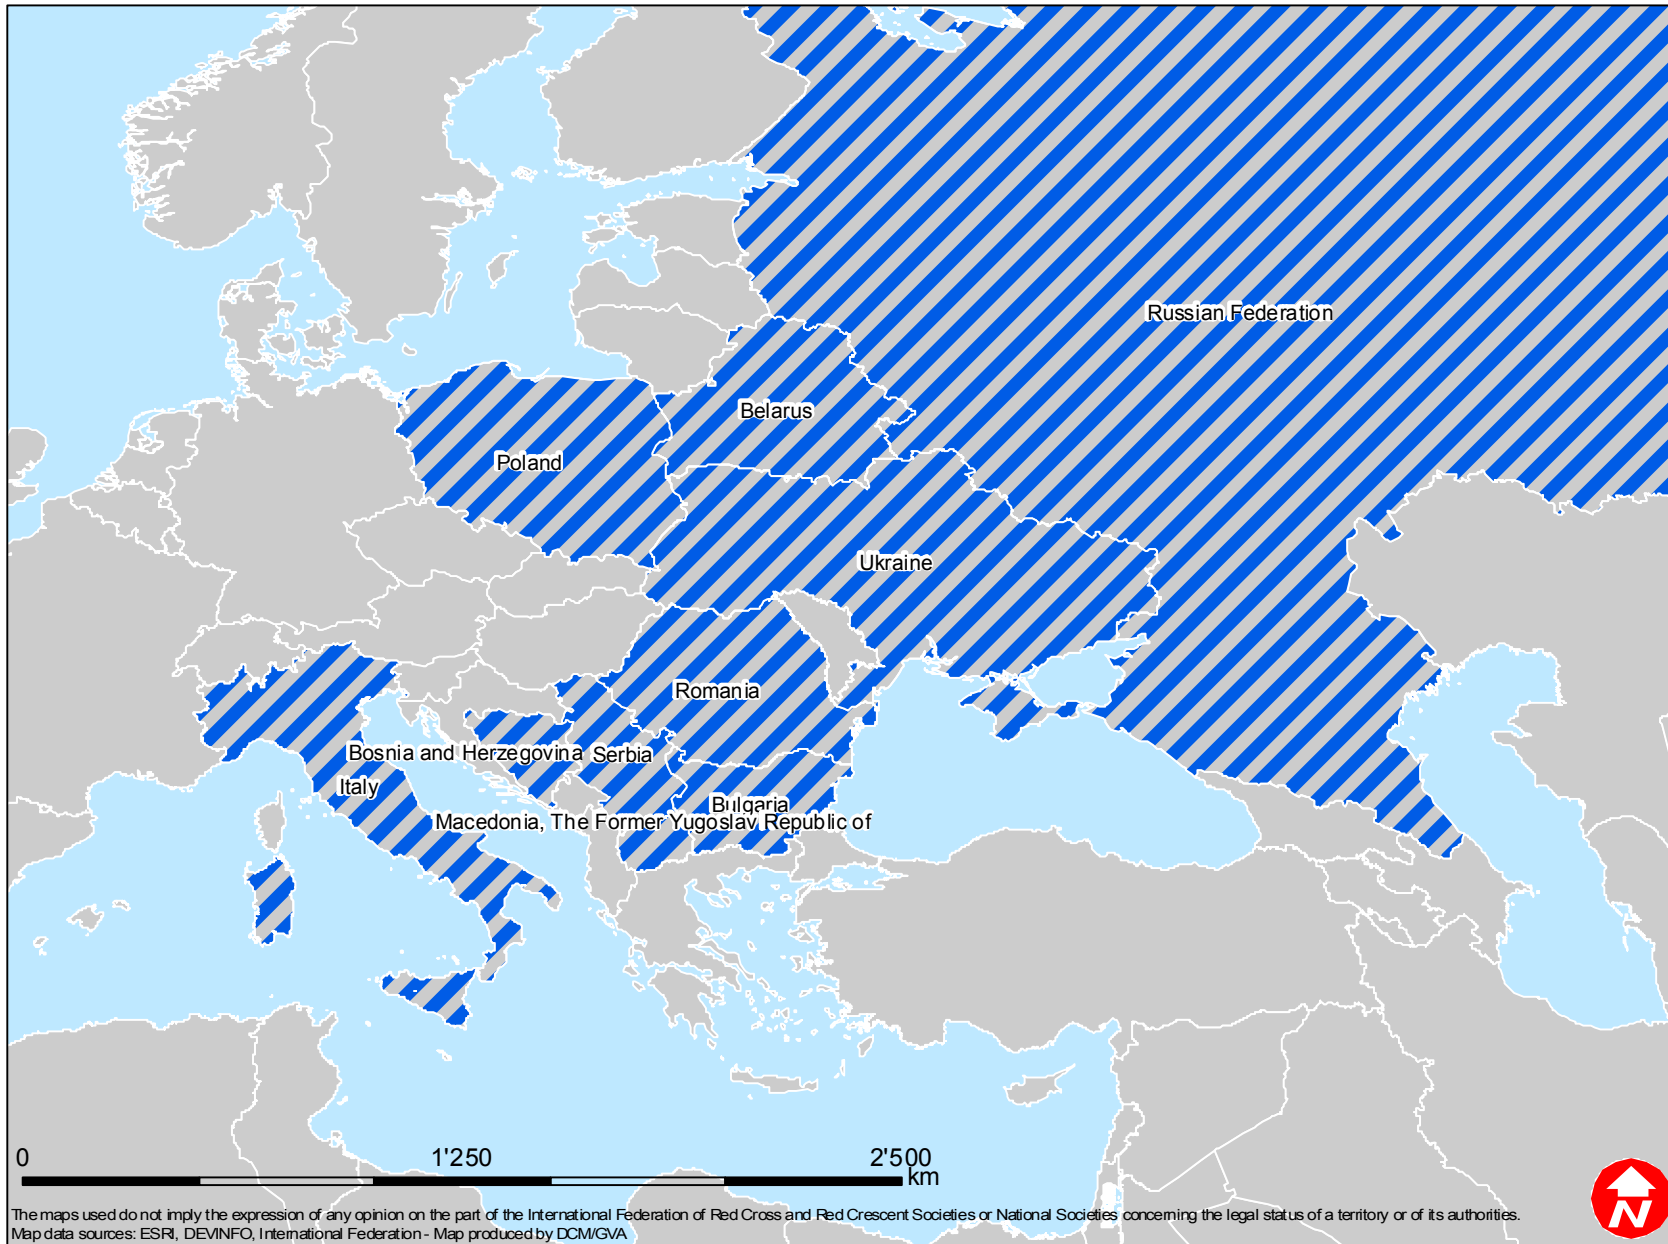 Russian Federation
Belarus
Poland
Ukraine
Romania
Bosnia and Herzegovina
Serbia
Italy
Bulgaria
Macedonia, The Former Yugoslav Republic of
0 1'250 2'500
km
The maps used do not imply the expression of any opinion on the part of the International Federation of Red Cross and Red Crescent Societies or National Societies concerning the legal status of a territory or of its authorities.
Map data sources: ESRI, DEVINFO, International Federation - Map produced by DCM/GVA
N